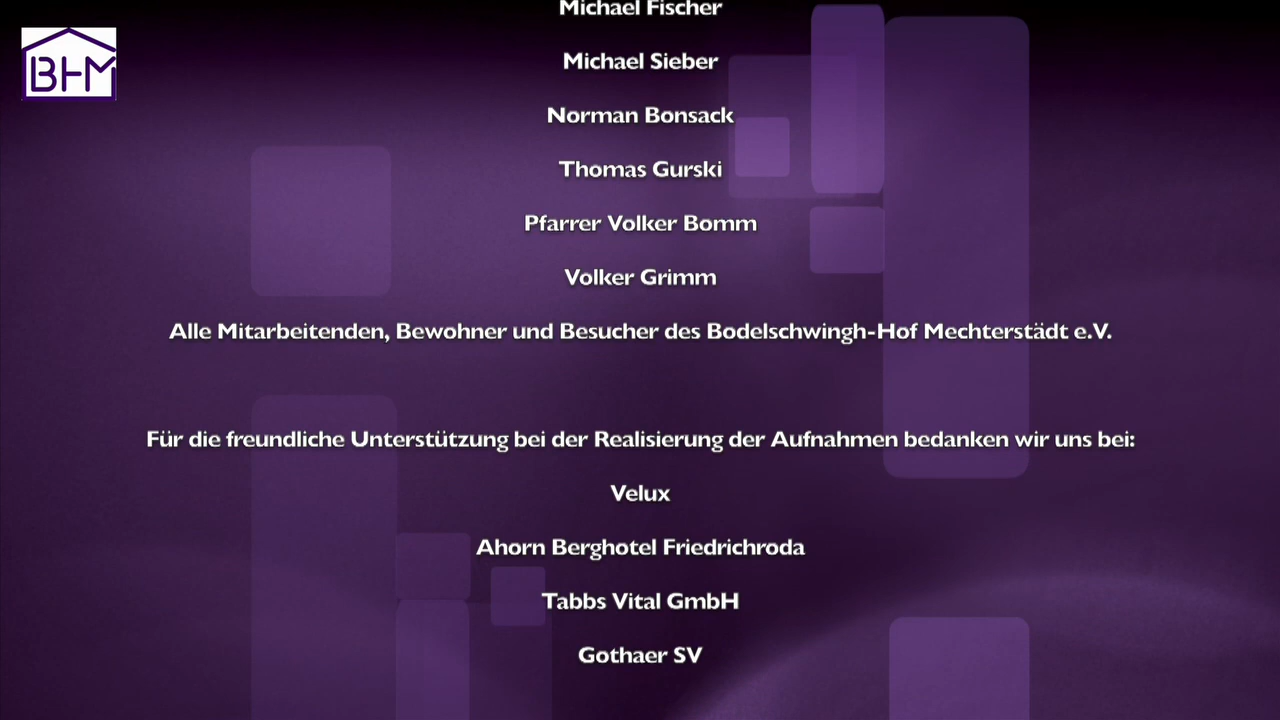 BHM
Michael Fischer
Michael Sieber
Norman Bonsack
Thomas Gurski
Pfarrer Volker Bomm
Volker Grimm
Alle Mitarbeitenden, Bewohner und Besucher des Bodelschwingh-Hof Mechterstädt e.V.
Für die freundliche Unterstützung bei der Realisierung der Aufnahmen bedanken wir uns bei:
Velux
Ahorn Berghotel Friedrichroda
Tabbs Vital GmbH
Gothaer SV